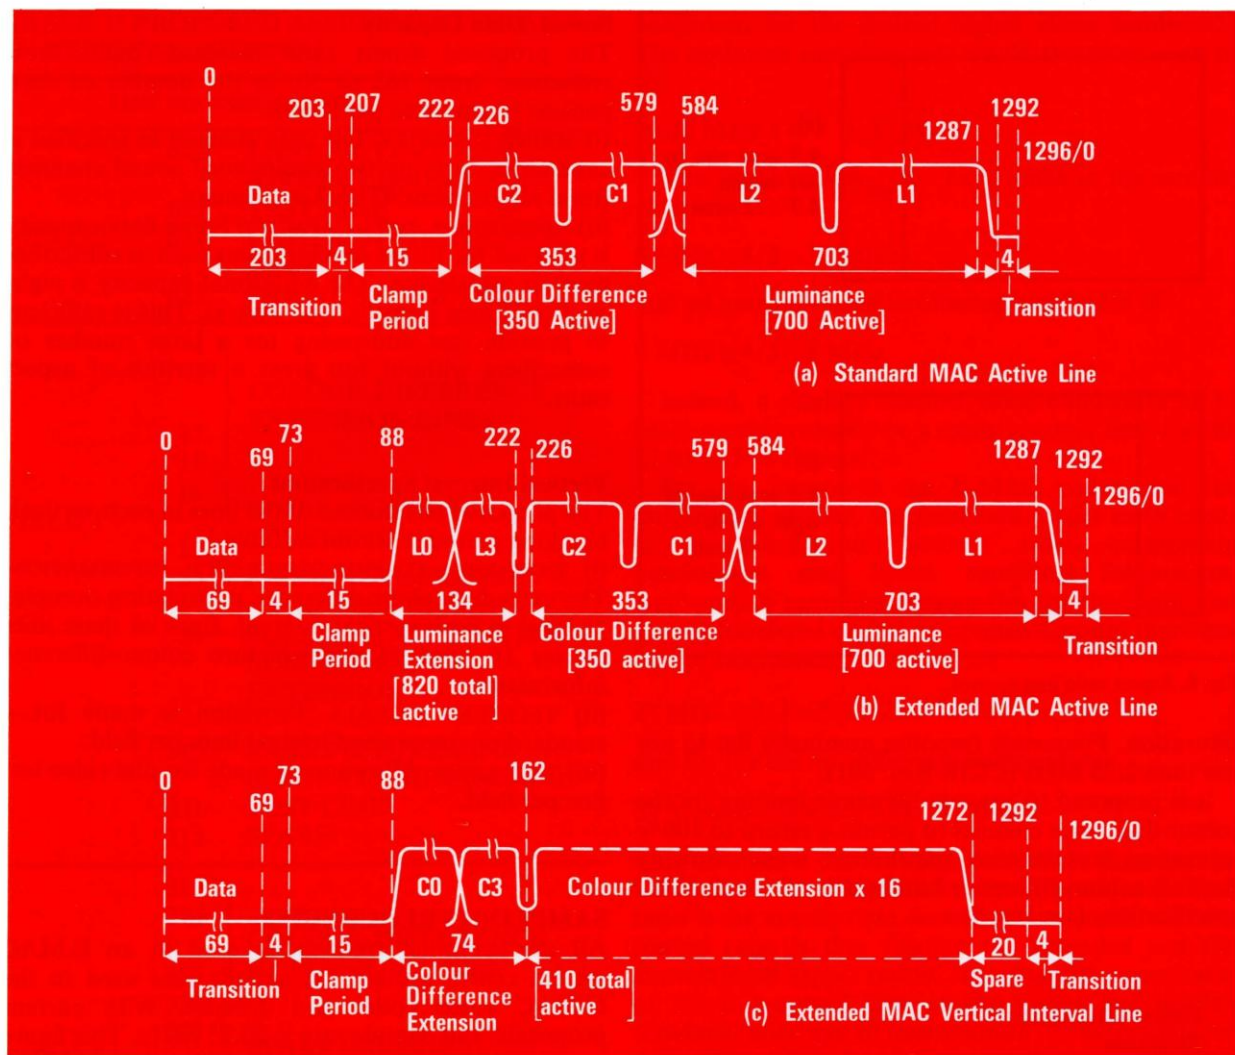 0
203 207 222 226 579 584 1287 1292
1296/0
Data C2 C1 L2 L1
203 4 15 353 703 4
Transition Clamp Period Colour Difference [350 Active] Luminance [700 Active] Transition
(a) Standard MAC Active Line
0 69 73 88 222 226 579 584 1287 1292
1296/0
Data L0 L3 C2 C1 L2 L1
69 4 15 134 353 703 4
Clamp Period Luminance Extension [820 total active] Colour Difference [350 active] Luminance [700 active] Transition
(b) Extended MAC Active Line
0 69 73 88 162 1272 1292
1296/0
Data C0 C3 Colour Difference Extension x 16
69 4 15 74 20 4
Transition Clamp Period Colour Difference Extension [410 total active] Spare Transition
(c) Extended MAC Vertical Interval Line